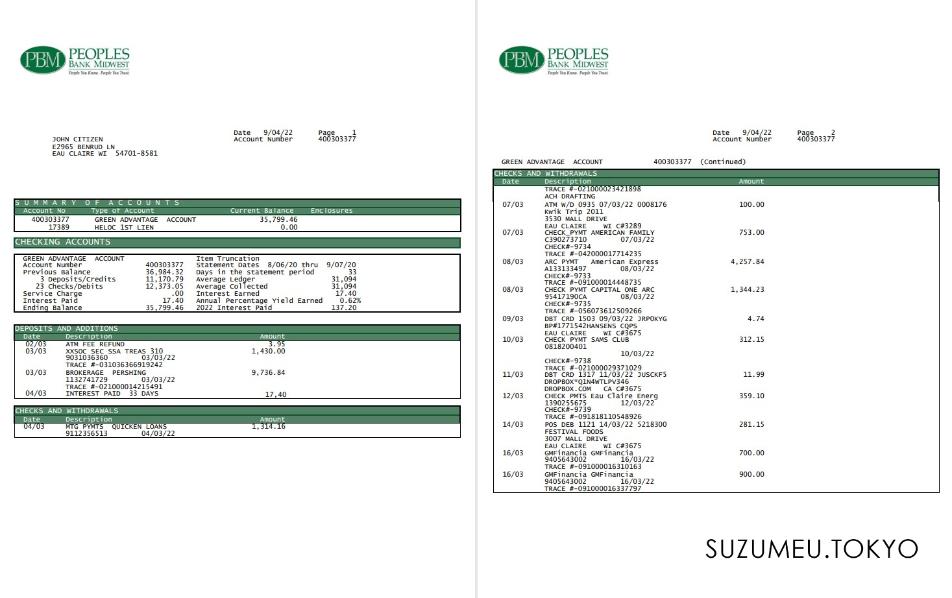 PBM PEOPLES
BANK MIDWEST
People You Know. People You Trust
Date 9/04/22 Page 1
JOHN CITIZEN Account Number 400303377
E2965 BENRUD LN
EAU CLAIRE WI 54701-8581
SUMMARY OF ACCOUNTS
Account No Type of Account Current Balance Enclosures
400303377 GREEN ADVANTAGE ACCOUNT 35,799.46
17389 HELOC 1ST LIEN 0.00
CHECKING ACCOUNTS
GREEN ADVANTAGE ACCOUNT Item Truncation
Account Number 400303377 Statement Dates 8/06/20 thru 9/07/20
Previous Balance 36,984.32 Days in the statement period 33
3 Deposits/Credits 11,170.79 Average Ledger 31,094
23 Checks/Debits 12,373.05 Average Collected 31,094
Service Charge .00 Interest Earned 17.40
Interest Paid 17.40 Annual Percentage Yield Earned 0.62%
Ending Balance 35,799.46 2022 Interest Paid 137.20
DEPOSITS AND ADDITIONS
Date Description Amount
02/03 ATM FEE REFUND 3.95
03/03 XXSOC SEC SSA TREAS 310 1,430.00
9031036360 03/03/22
TRACE #-031036366919242
03/03 BROKERAGE PERSHING 9,736.84
1132741729 03/03/22
TRACE #-021000014215491
04/03 INTEREST PAID 33 DAYS 17,40
CHECKS AND WITHDRAWALS
Date Description Amount
04/03 MTG PYMTS QUICKEN LOANS 1,314.16
9112356513 04/03/22
PBM PEOPLES
BANK MIDWEST
People You Know. People You Trust
Date 9/04/22 Page 2
Account Number 400303377
GREEN ADVANTAGE ACCOUNT 400303377 (Continued)
CHECKS AND WITHDRAWALS
Date Description Amount
TRACE #-021000023421898
ACH DRAFTING
07/03 ATM W/D 0935 07/03/22 0008176 100.00
Kwik Trip 2011
3530 MALL DRIVE
EAU CLAIRE WI C#3289
07/03 CHECK_PYMT AMERICAN FAMILY 753.00
C390273710 07/03/22
CHECK#-9734
TRACE #-042000017714235
08/03 ARC PYMT American Express 4,257.84
A133133497 08/03/22
CHECK#-9733
TRACE #-091000014448735
08/03 CHECK PYMT CAPITAL ONE ARC 1,344.23
954171 9OCA 08/03/22
CHECK#-9735
TRACE #-056073612509266
09/03 DBT CRD 1503 09/03/22 JRPOKYG 4.74
BP#1771542HANSENS CQPS
EAU CLAIRE WI C#3675
10/03 CHECK PYMT SAMS CLUB 312.15
0818200401
10/03/22
CHECK#-9738
TRACE #-021000029371029
11/03 DBT CRD 1317 11/03/22 JUSCKF5 11.99
DROPBOX*Q1N4WTLPV346
DROPBOX.COM CA C#3675
12/03 CHECK PMTS Eau Claire Energ 359.10
1390255675 12/03/22
CHECK#-9739
TRACE #-091818110548926
14/03 POS DEB 1121 14/03/22 5218300 281.15
FESTIVAL FOODS
3007 MALL DRIVE
EAU CLAIRE WI C#3675
16/03 GMFinancia GMFinancia 700.00
9405643002 16/03/22
TRACE #-091000016310163
16/03 GMFinancia GMFinancia 900.00
9405643002 16/03/22
TRACE #-091000016337797
SUZUMEU.TOKYO